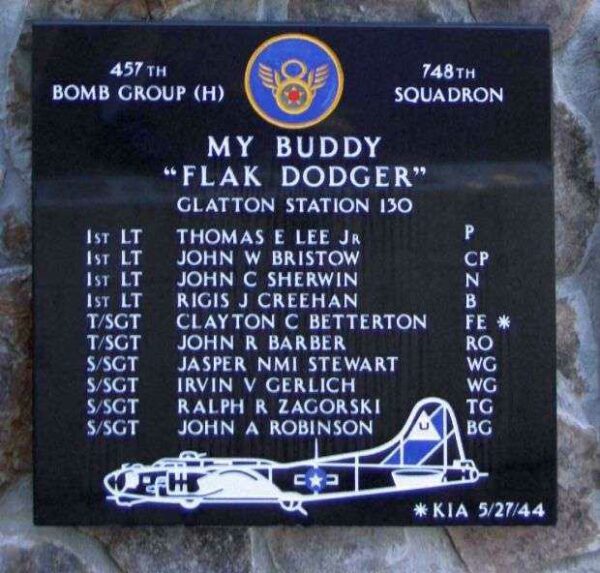 457TH
BOMB GROUP (H)
748TH
SQUADRON
MY BUDDY
"FLAK DODGER"
GLATTON STATION 130
1ST LT THOMAS E LEE JR P
1ST LT JOHN W BRISTOW CP
1ST LT JOHN C SHERWIN N
1ST LT RIGIS J CREEHAN B
T/SGT CLAYTON C BETTERTON FE *
T/SGT JOHN R BARBER RO
S/SGT JASPER NMI STEWART WG
S/SGT IRVIN V GERLICH WG
S/SGT RALPH R ZAGORSKI TG
S/SGT JOHN A ROBINSON BG
U
*KIA 5/27/44